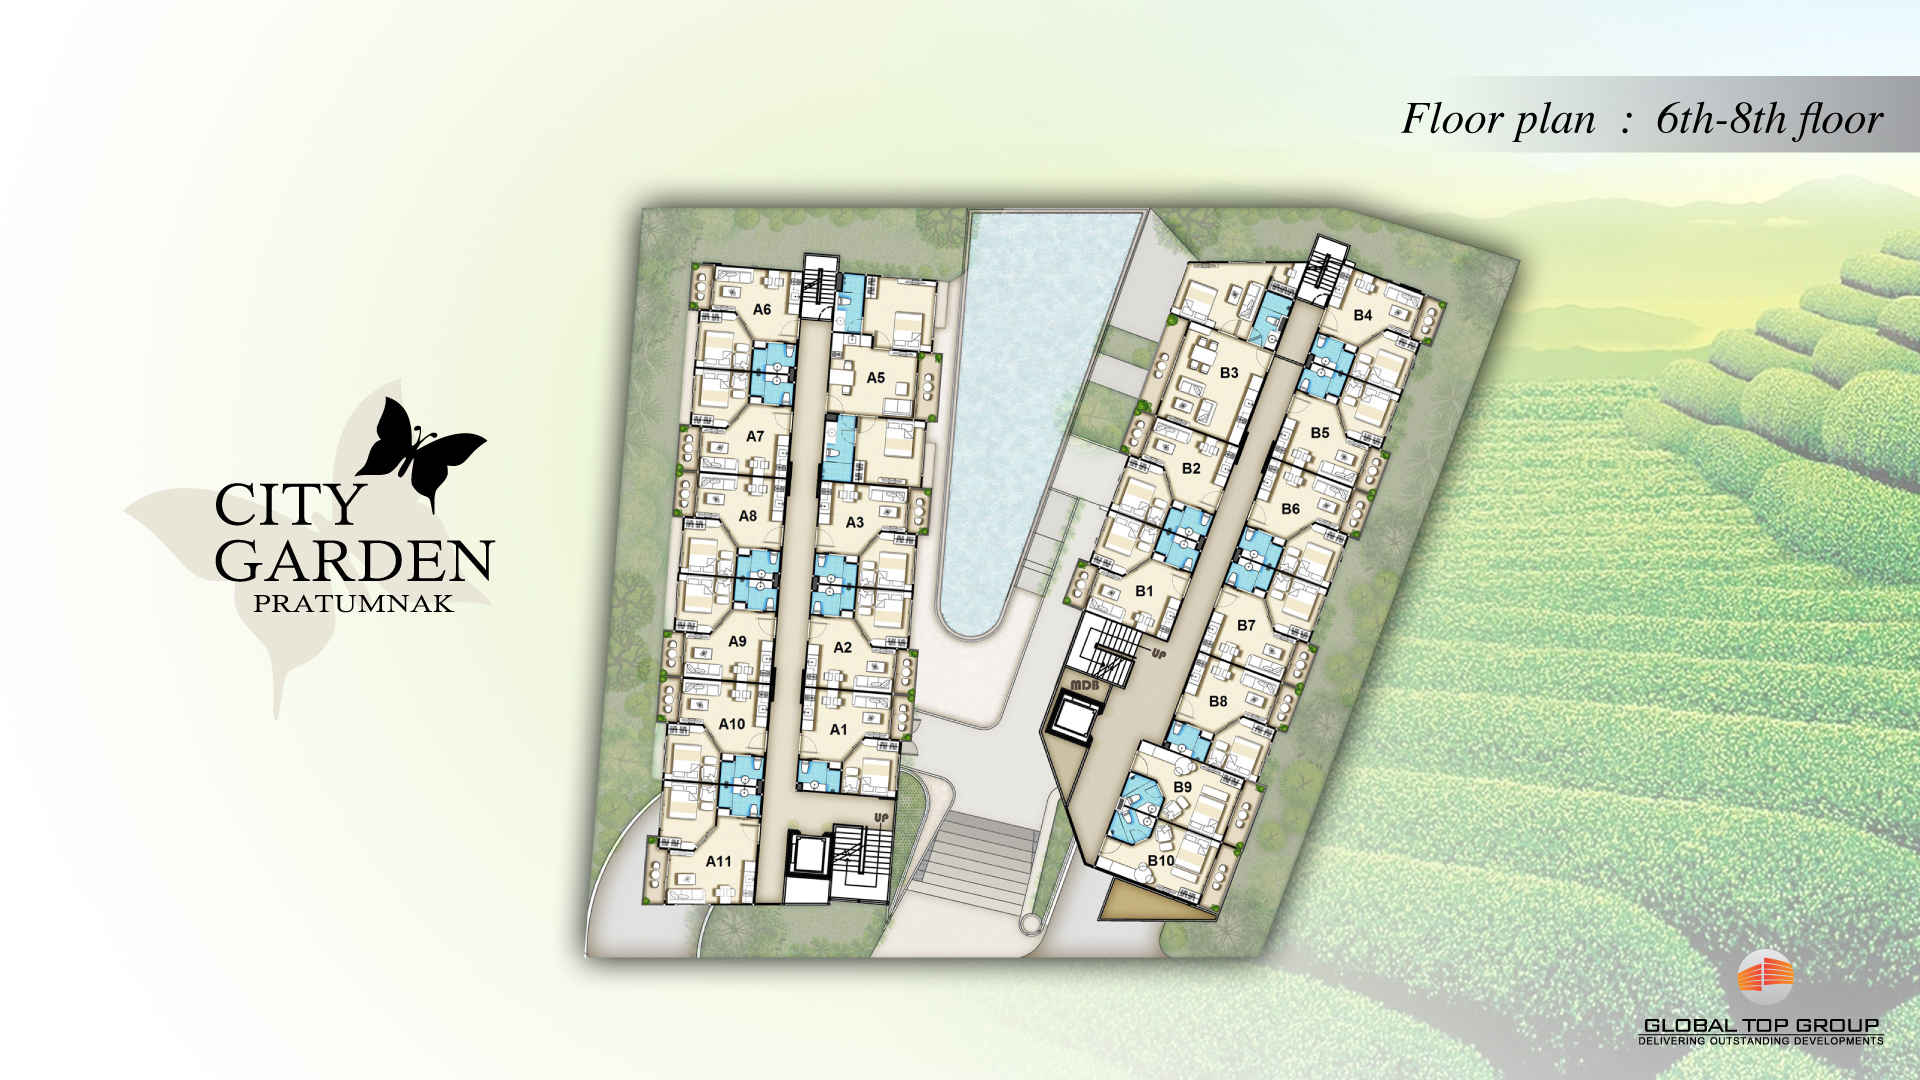 Floor plan : 6th-8th floor
CITY
GARDEN
PRATUMNAK
A6
A5
A7
A8
A3
A9
A2
A10
A1
UP
A11
B4
B3
B5
B2
B6
B1
B7
UP
MDB
B8
B9
B10
GLOBAL TOP GROUP
DELIVERING OUTSTANDING DEVELOPMENTS